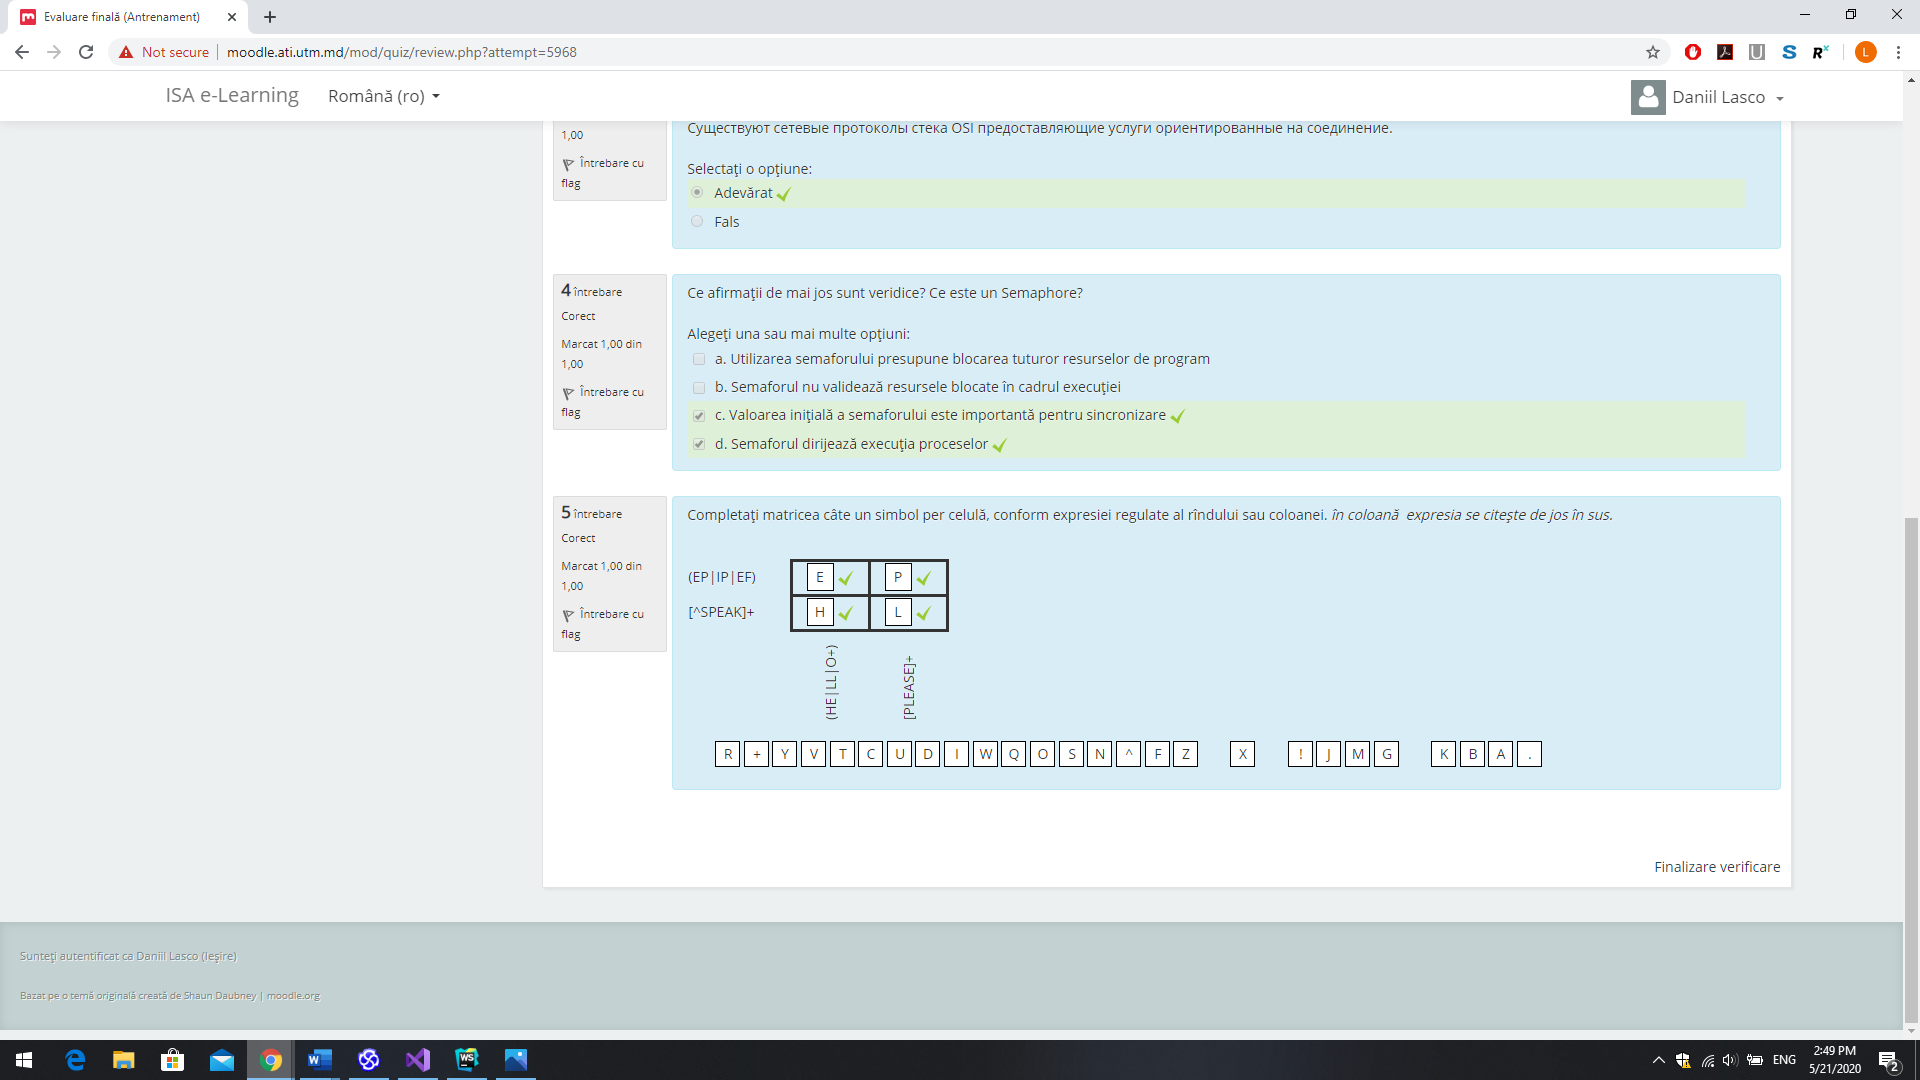 Evaluare finală (Antrenament)
Not secure
moodle.ati.utm.md/mod/quiz/review.php?attempt=5968
ISA e-Learning
Română (ro)
Daniil Lasco
1,00
Întrebare cu
flag
Существуют сетевые протоколы стека OSI предоставляющие услуги ориентированные на соединение.
Selectați o opțiune:
Adevărat
Fals
4 întrebare
Corect
Marcat 1,00 din
1,00
Întrebare cu
flag
Ce afirmații de mai jos sunt veridice? Ce este un Semaphore?
Alegeți una sau mai multe opțiuni:
a. Utilizarea semaforului presupune blocarea tuturor resurselor de program
b. Semaforul nu validează resursele blocate în cadrul execuției
c. Valoarea inițială a semaforului este importantă pentru sincronizare
d. Semaforul dirijează execuția proceselor
5 întrebare
Corect
Marcat 1,00 din
1,00
Întrebare cu
flag
Completați matricea câte un simbol per celulă, conform expresiei regulate al rîndului sau coloanei. în coloană expresia se citește de jos în sus.
(EP|IP|EF) E P
[^SPEAK]+ H L
(HE|LL|O+) [PLEASE]+
R + Y V T C U D I W Q O S N ^ F Z X ! J M G K B A .
Finalizare verificare
Sunteți autentificat ca Daniil Lasco (Ieșire)
Bazat pe o temă originală creată de Shaun Daubney | moodle.org
ENG
2:49 PM
5/21/2020
2